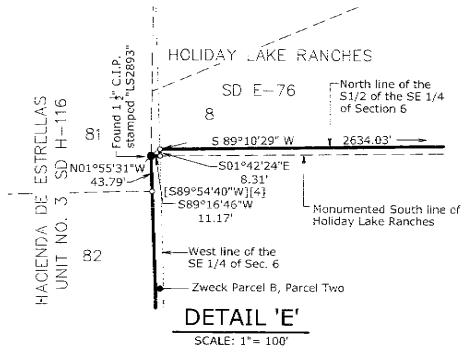 HOLIDAY LAKE RANCHES
SD E-76
8
Found 1 ½" C.I.P.
stamped "LS2893"
HACIENDA DE ESTRELLAS
UNIT NO. 3 SD H-116
81
82
North line of the
S1/2 of the SE 1/4
of Section 6
S 89°10'29" W
2634.03'
N01°55'31"W
43.79'
S01°42'24"E
8.31'
[S89°54'40"W][4]
S89°16'46"W
11.17'
Monumented South line of
Holiday Lake Ranches
West line of the
SE 1/4 of Sec. 6
Zweck Parcel B, Parcel Two
DETAIL 'E'
SCALE: 1"= 100'